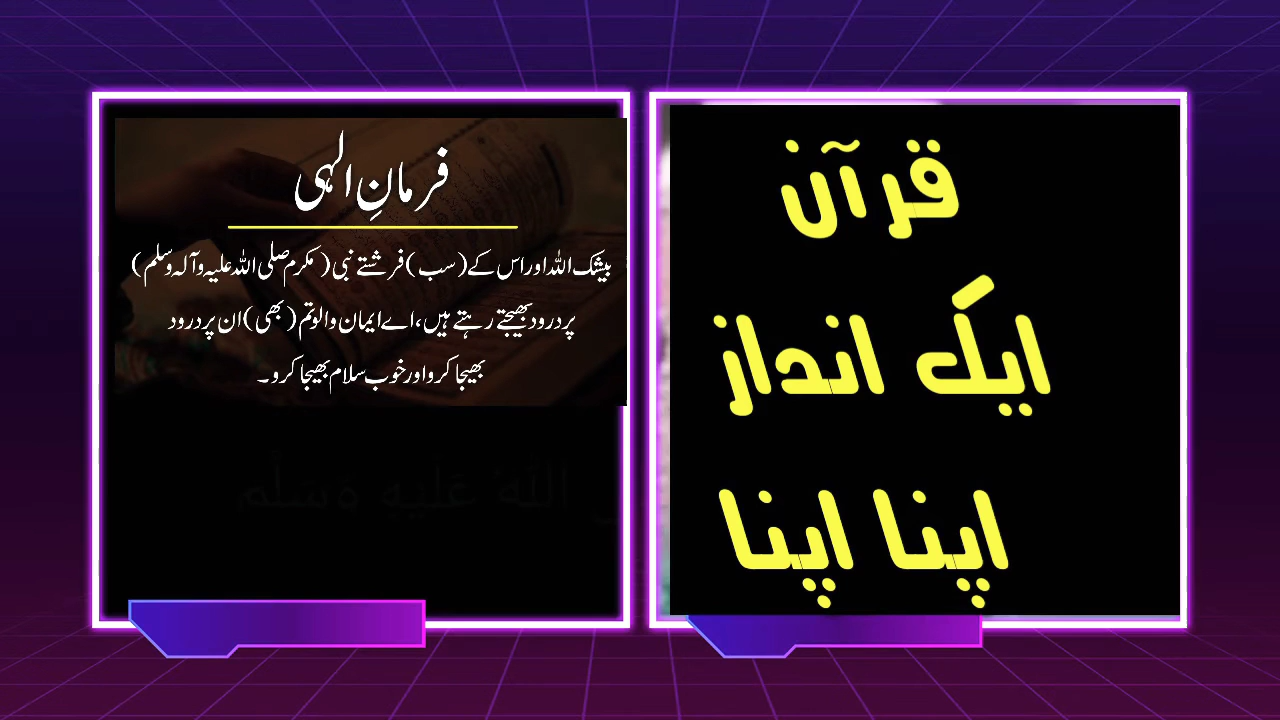 فرمانِ الہی
بیشک اللہ اور اس کے (سب) فرشتے نبی (مکرم صلی اللہ علیہ وآلہ وسلم)
پر درود بھیجتے رہتے ہیں، اے ایمان والو تم (بھی) ان پر درود
بھیجا کرو اور خوب سلام بھیجا کرو۔
اللهُ عَلَيْهِ وَسَلَّم
قرآن
ایک انداز
اپنا اپنا